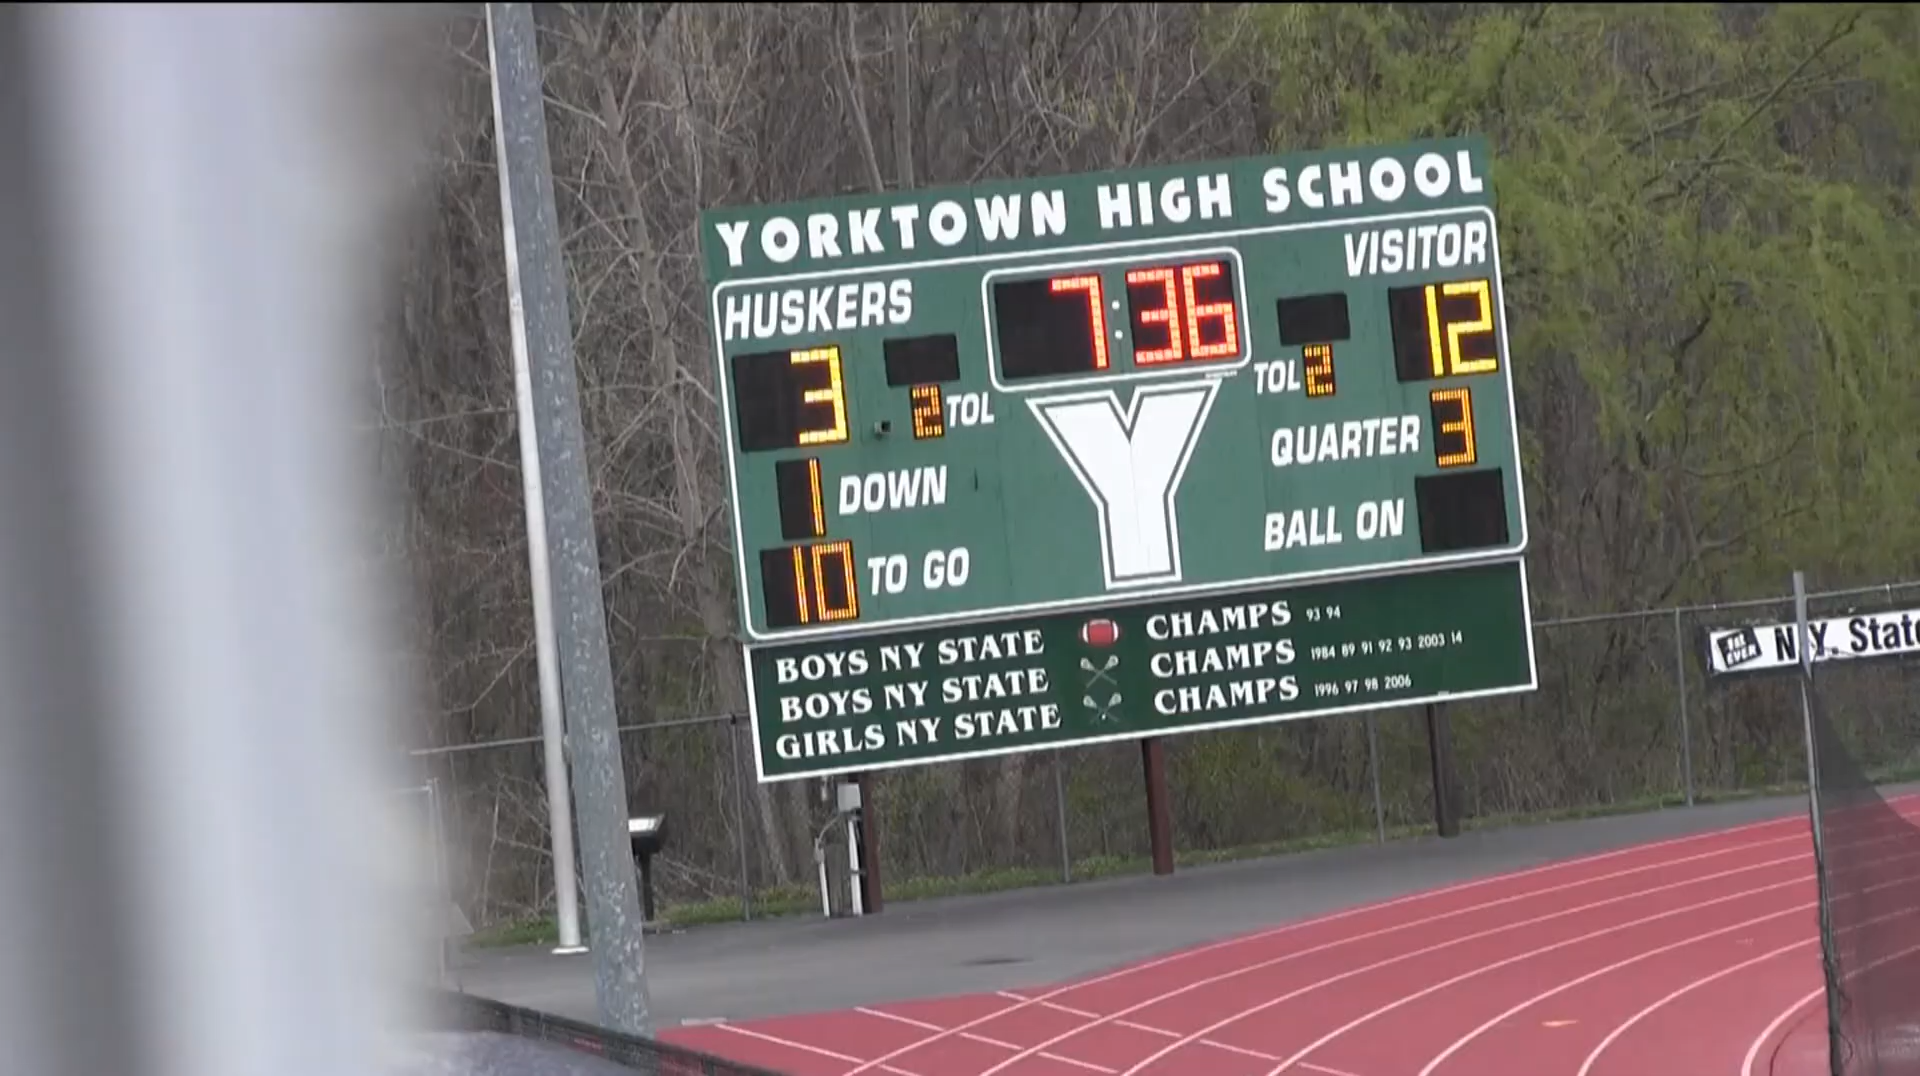 YORKTOWN HIGH SCHOOL
HUSKERS
7:36
VISITOR
3
2 TOL
TOL 2
12
Y
1 DOWN
QUARTER 3
10 TO GO
BALL ON
BOYS NY STATE CHAMPS 93 94
BOYS NY STATE CHAMPS 1984 89 91 92 93 2003 14
GIRLS NY STATE CHAMPS 1996 97 98 2006
N.Y. State